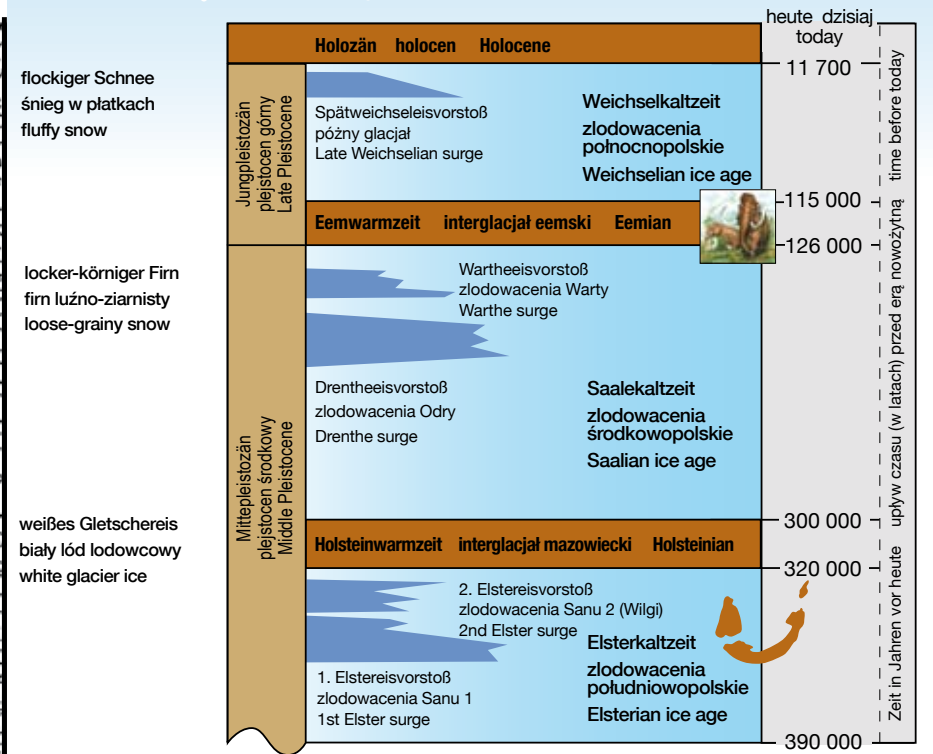 heute dzisiaj
today
Holozän holocen Holocene
11 700
flockiger Schnee
śnieg w płatkach
fluffy snow
Jungpleistozän
plejstocen górny
Late Pleistocene
Spätweichseleisvorstoß
póżny glacjał
Late Weichselian surge
Weichselkaltzeit
zlodowacenia
połnocnopolskie
Weichselian ice age
115 000
Eemwarmzeit interglacjał eemski Eemian
126 000
locker-körniger Firn
firn luźno-ziarnisty
loose-grainy snow
Wartheeisvorstoß
zlodowacenia Warty
Warthe surge
Mittepleistozän
plejstocen środkowy
Middle Pleistocene
Drentheeisvorstoß
zlodowacenia Odry
Drenthe surge
Saalekaltzeit
zlodowacenia
środkowopolskie
Saalian ice age
300 000
weißes Gletschereis
biały lód lodowcowy
white glacier ice
Holsteinwarmzeit interglacjał mazowiecki Holsteinian
320 000
2. Elstereisvorstoß
zlodowacenia Sanu 2 (Wilgi)
2nd Elster surge
Elsterkaltzeit
zlodowacenia
południowopolskie
Elsterian ice age
1. Elstereisvorstoß
zlodowacenia Sanu 1
1st Elster surge
390 000
Zeit in Jahren vor heute upływ czasu (w latach) przed erą nowożytną time before today